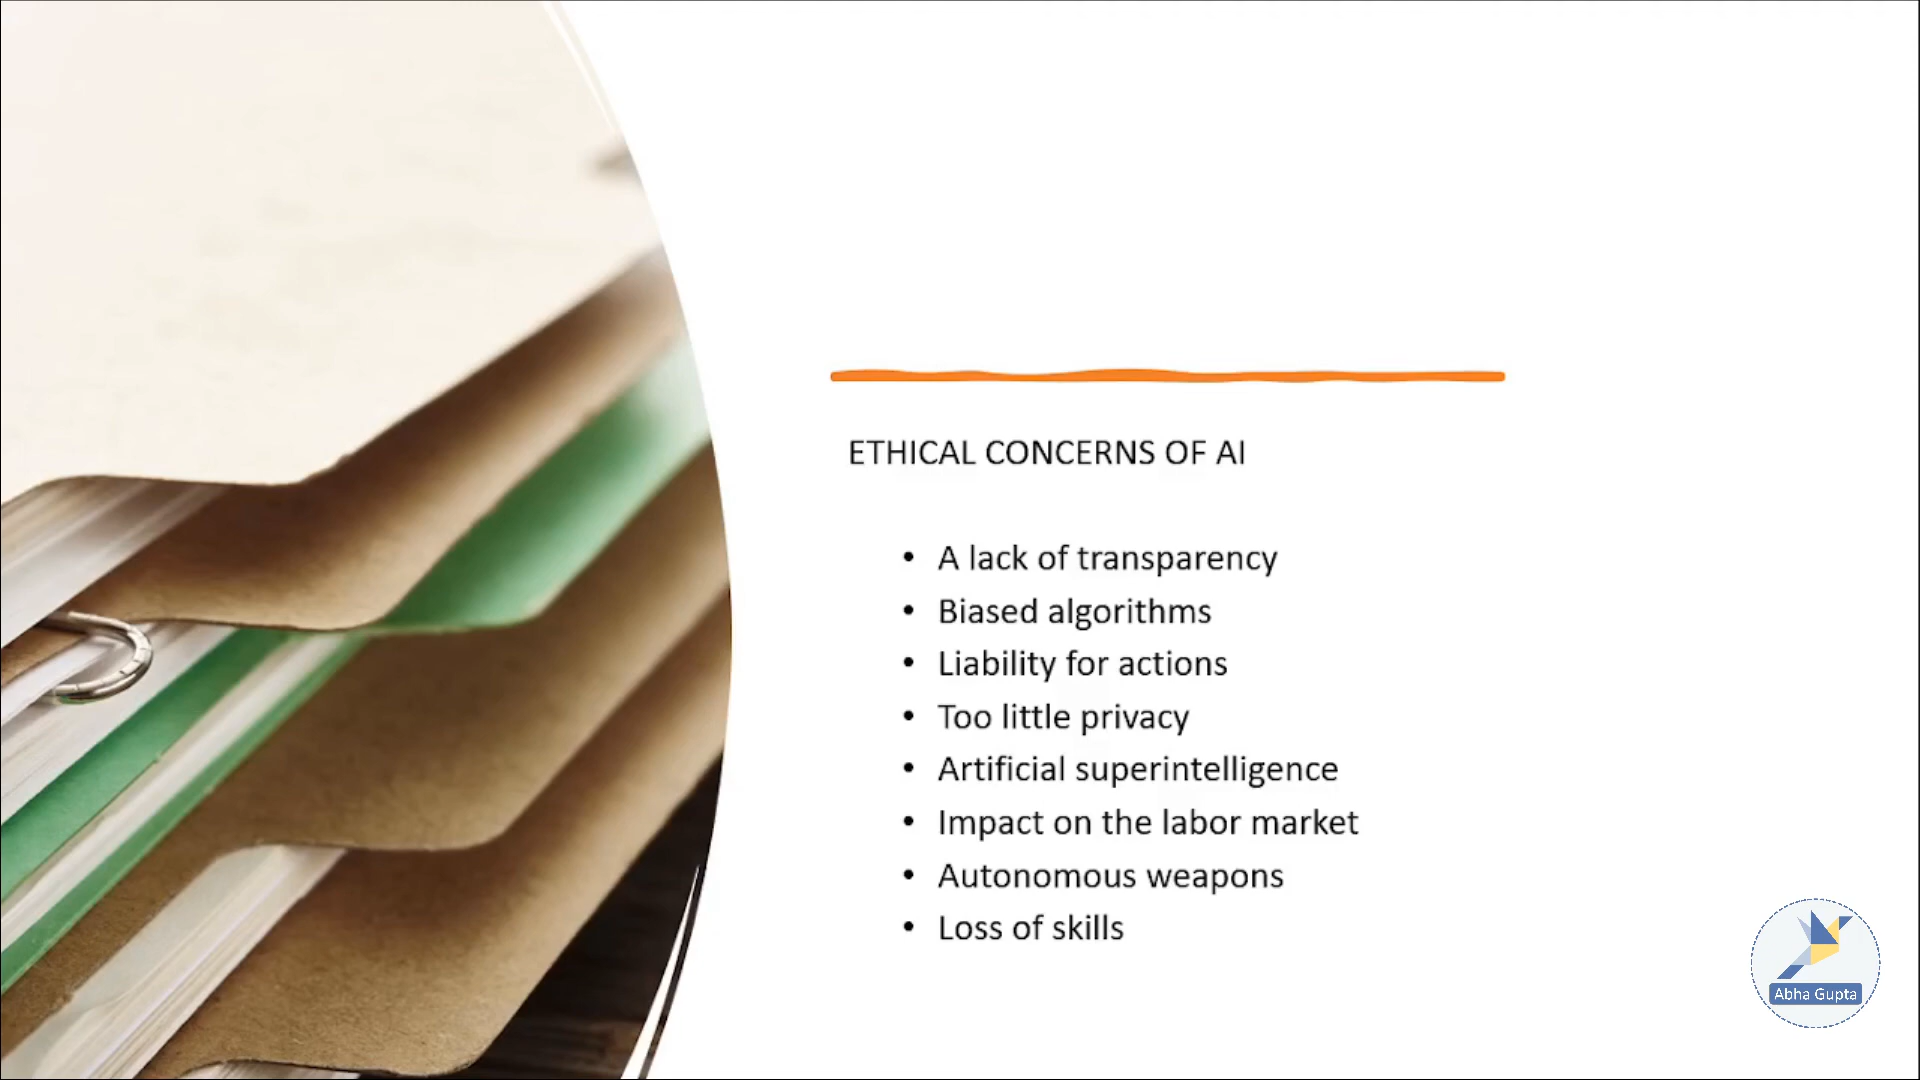 ETHICAL CONCERNS OF AI
• A lack of transparency
• Biased algorithms
• Liability for actions
• Too little privacy
• Artificial superintelligence
• Impact on the labor market
• Autonomous weapons
• Loss of skills
Abha Gupta